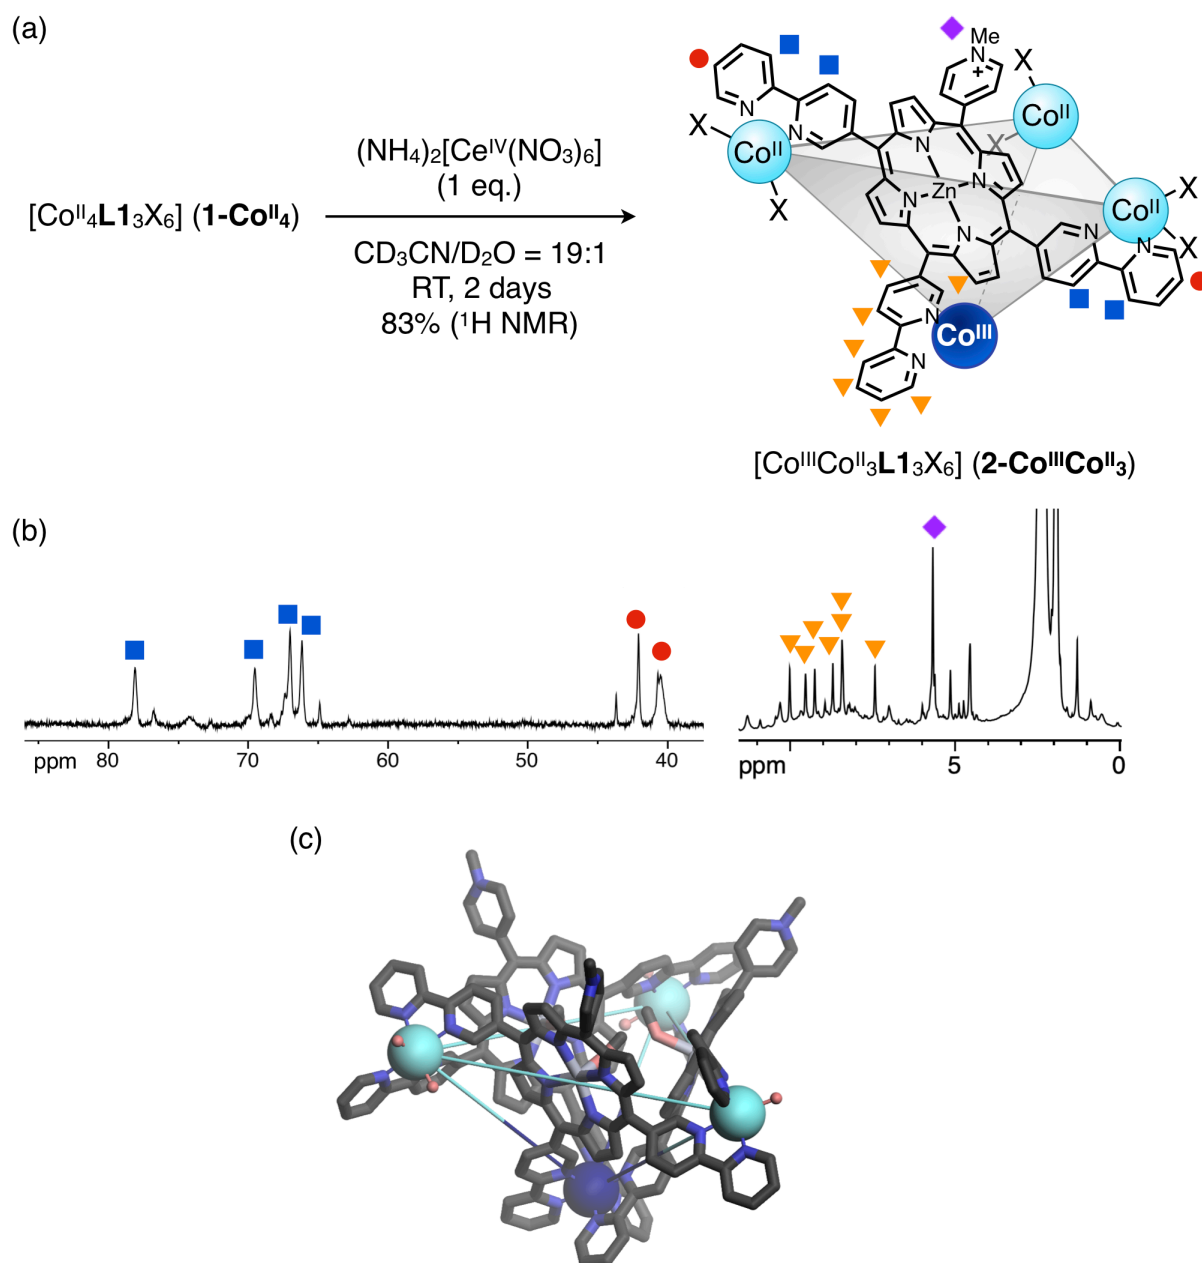 (a)
(NH₄)₂[Ceᴵⱽ(NO₃)₆]
(1 eq.)
[Coᴵᴵ₄L1₃X₆] (1-Coᴵᴵ₄)
CD₃CN/D₂O = 19:1
RT, 2 days
83% (¹H NMR)
Me
N
+
X
X
Coᴵᴵ
X
X
Coᴵᴵ
X
X
Coᴵᴵ
N
N
N
N
N
N
Zn
N
N
N
N
Coᴵᴵᴵ
[CoᴵᴵᴵCoᴵᴵ₃L1₃X₆] (2-CoᴵᴵᴵCoᴵᴵ₃)
(b)
ppm 80 70 60 50 40
ppm 5 0
(c)